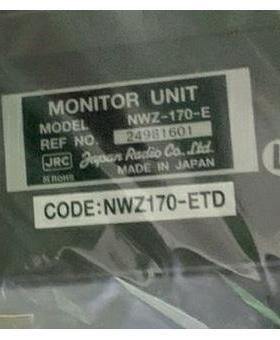 MONITOR UNIT
MODEL NWZ-170-E
REF NO. 24981601
JRC Japan Radio Co., Ltd.
RoHS MADE IN JAPAN
CODE:NWZ170-ETD